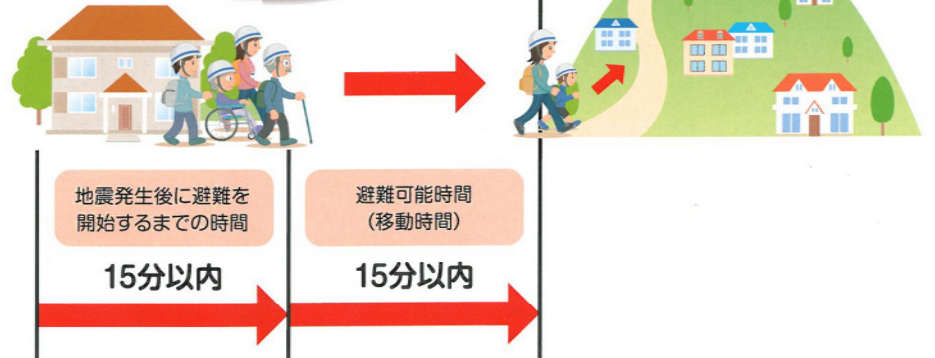 地震発生後に避難を
開始するまでの時間
避難可能時間
（移動時間）
15分以内
15分以内